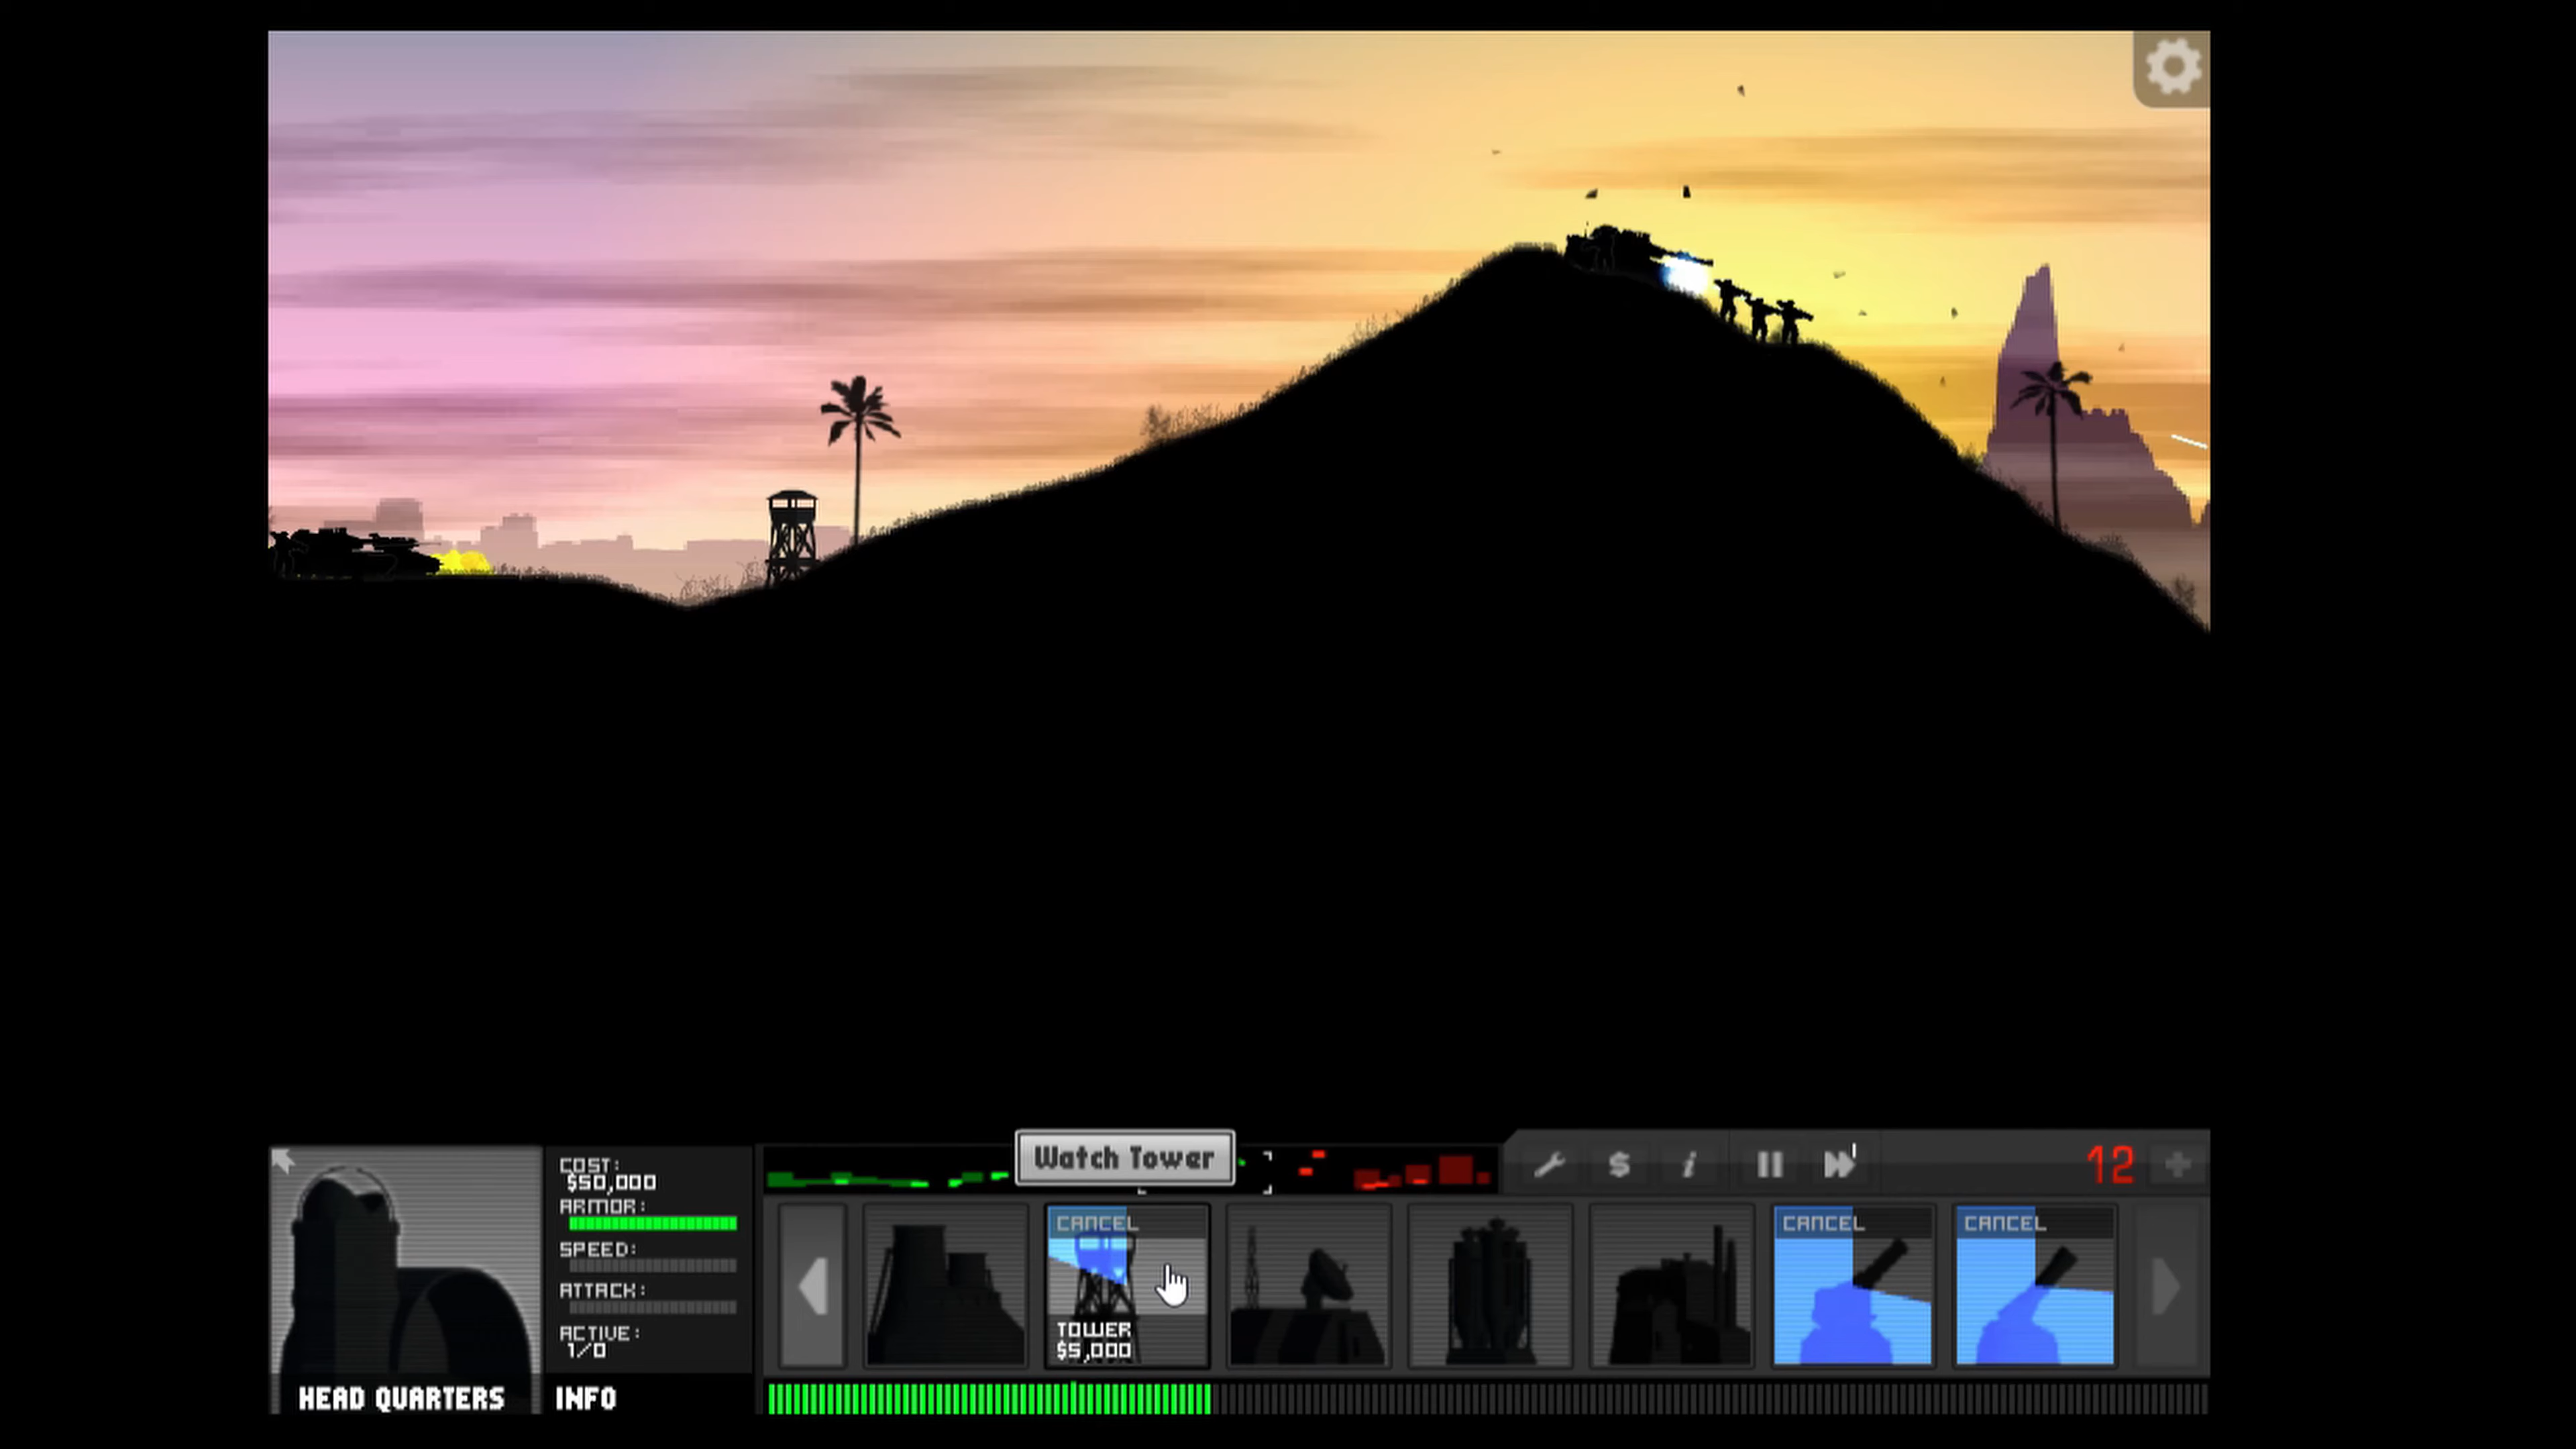 Watch Tower
COST:
$50,000
ARMOR:
SPEED:
ATTACK:
ACTIVE:
1/0
HEAD QUARTERS
INFO
$
i
12
CANCEL
TOWER
$5,000
CANCEL
CANCEL